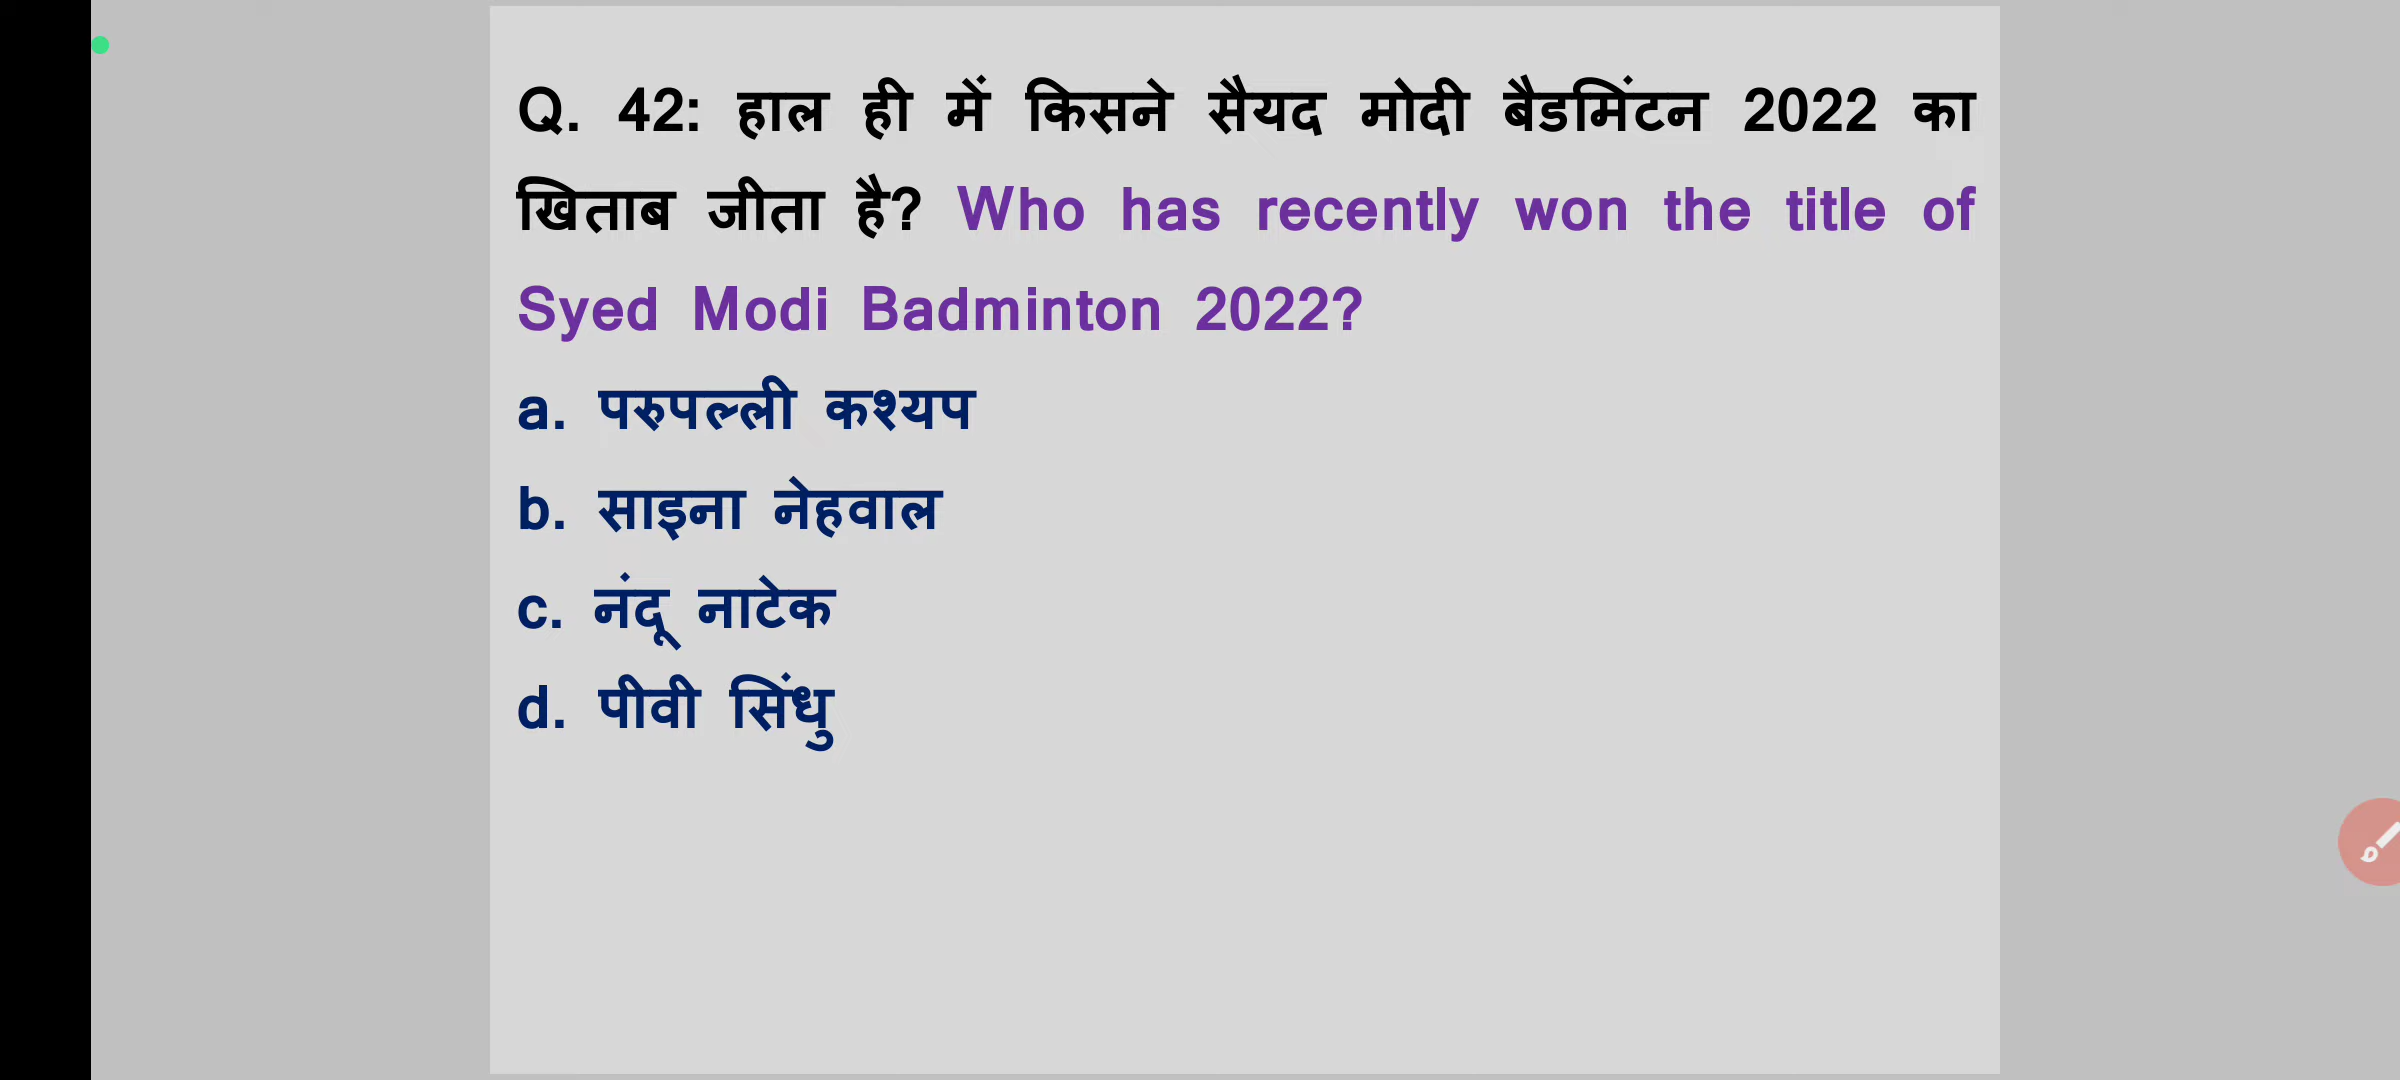 Q. 42: हाल ही में किसने सैयद मोदी बैडमिंटन 2022 का
खिताब जीता है? Who has recently won the title of
Syed Modi Badminton 2022?
a. परुपल्ली कश्यप
b. साइना नेहवाल
c. नंदू नाटेक
d. पीवी सिंधु